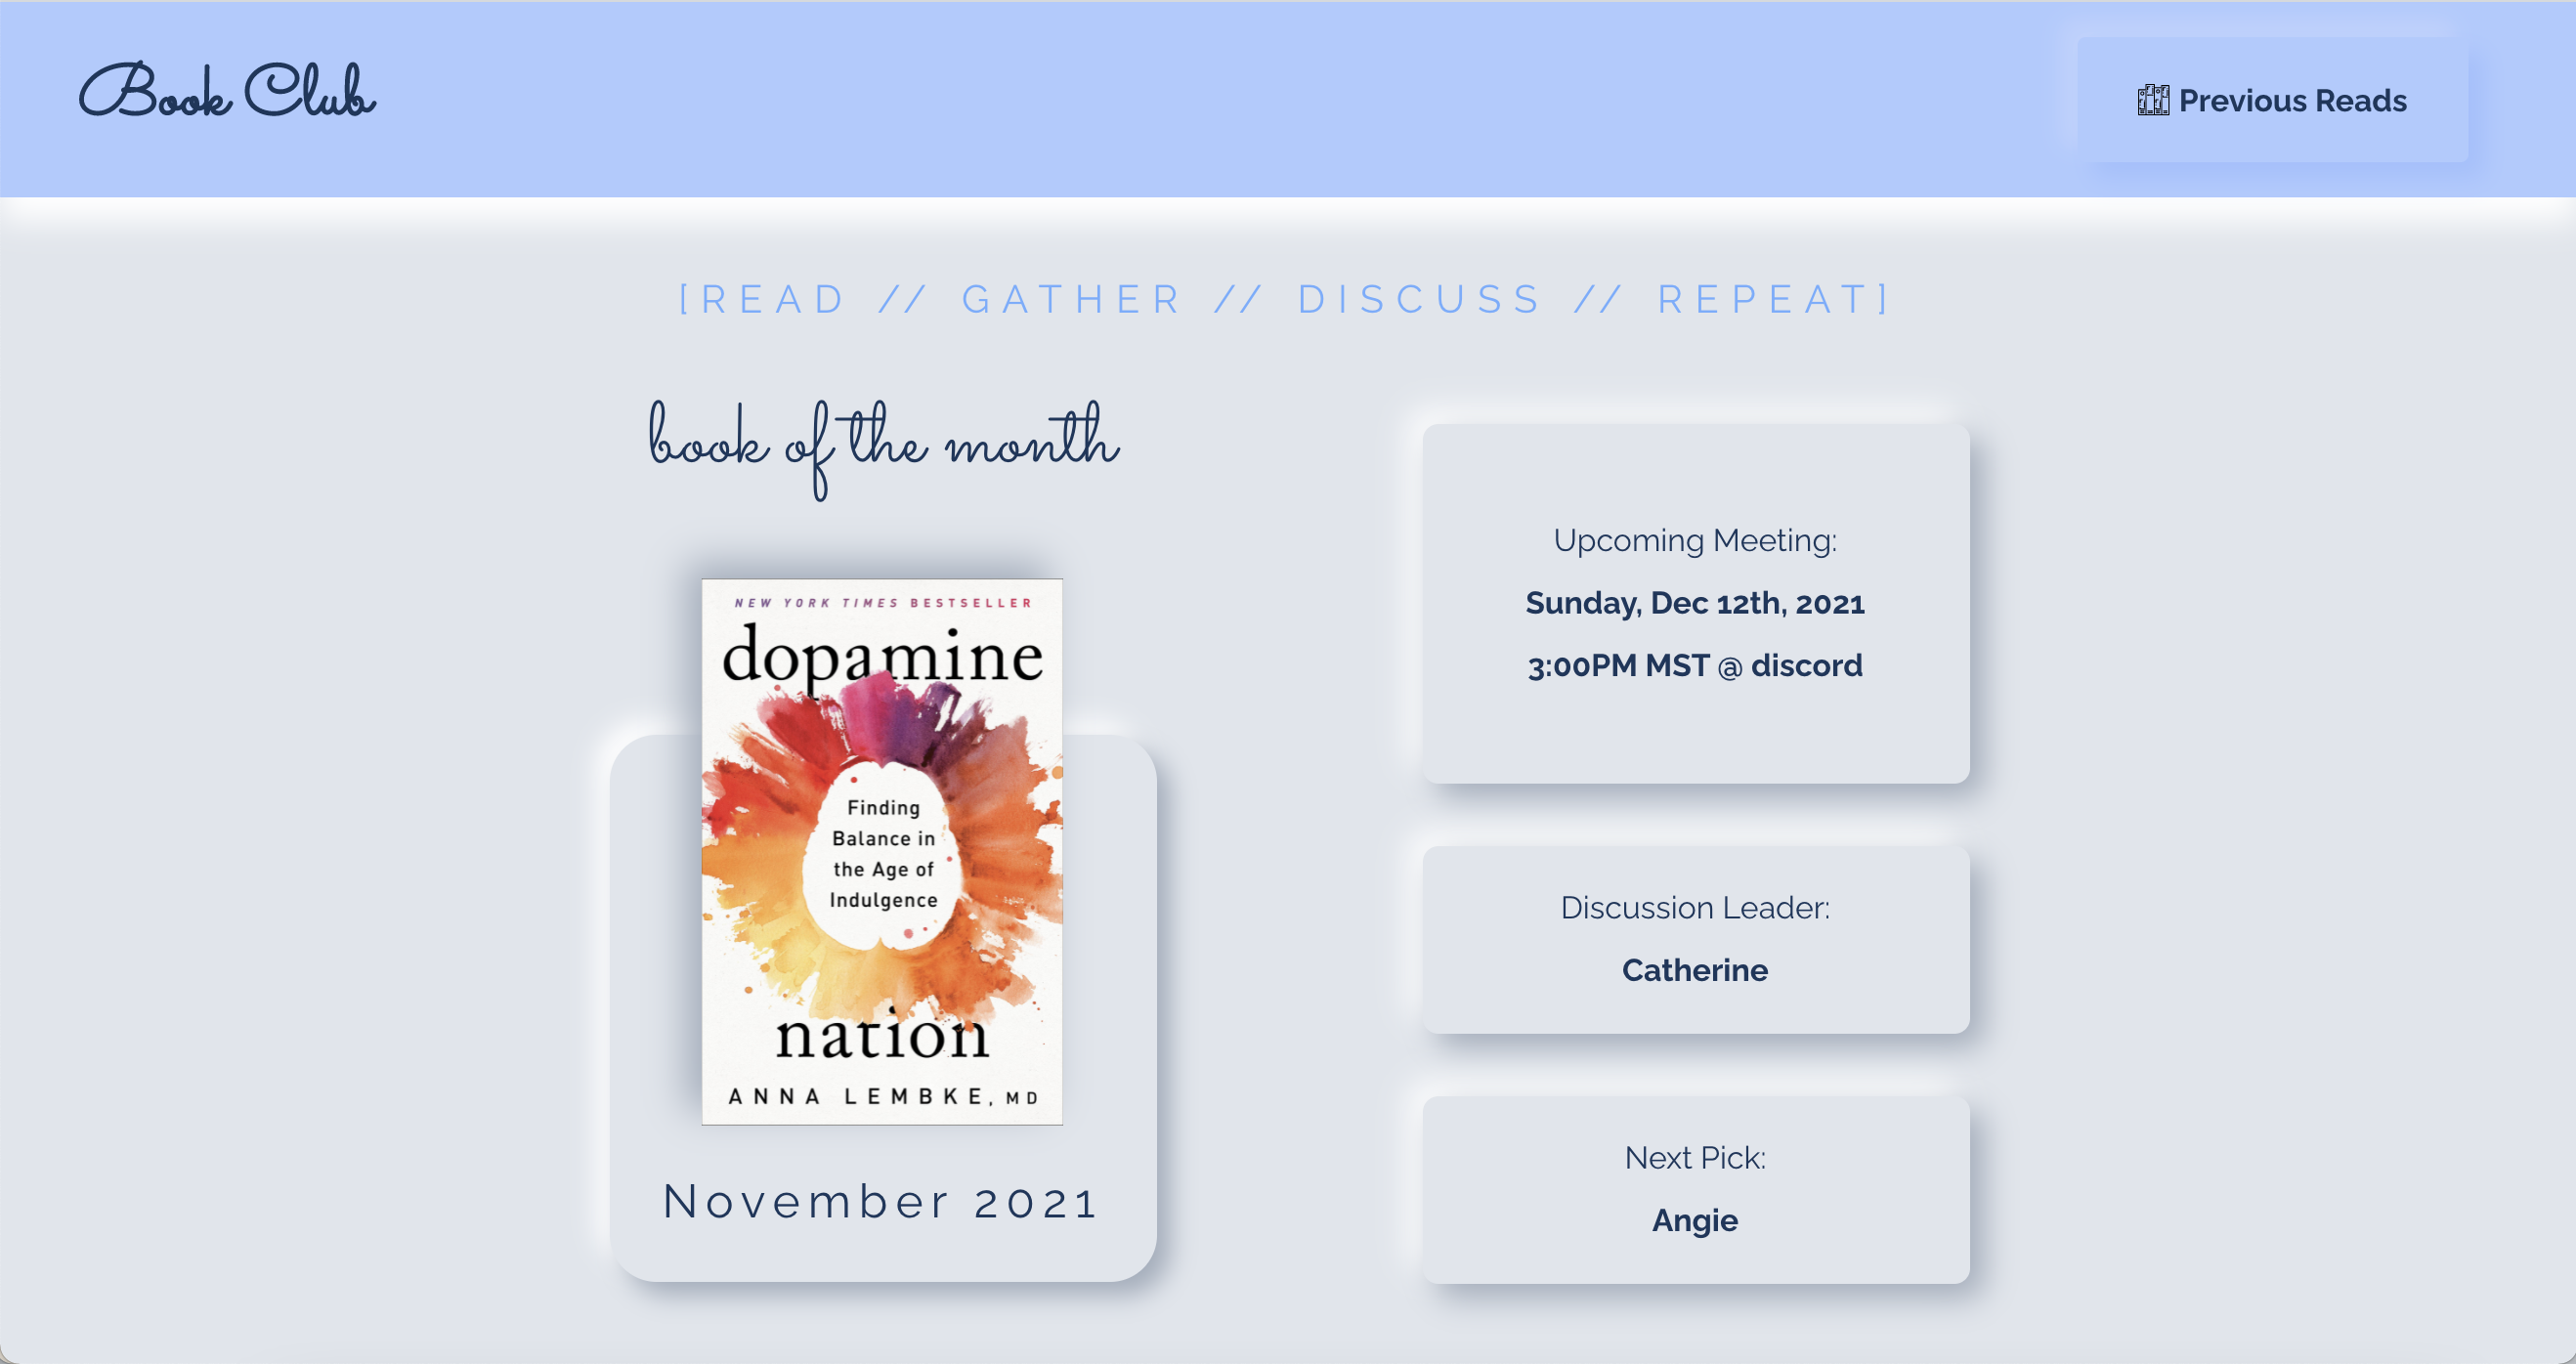 Book Club
Previous Reads
[READ // GATHER // DISCUSS // REPEAT]
book of the month
NEW YORK TIMES BESTSELLER
dopamine
Finding
Balance in
the Age of
Indulgence
nation
ANNA LEMBKE, MD
November 2021
Upcoming Meeting:
Sunday, Dec 12th, 2021
3:00PM MST @ discord
Discussion Leader:
Catherine
Next Pick:
Angie